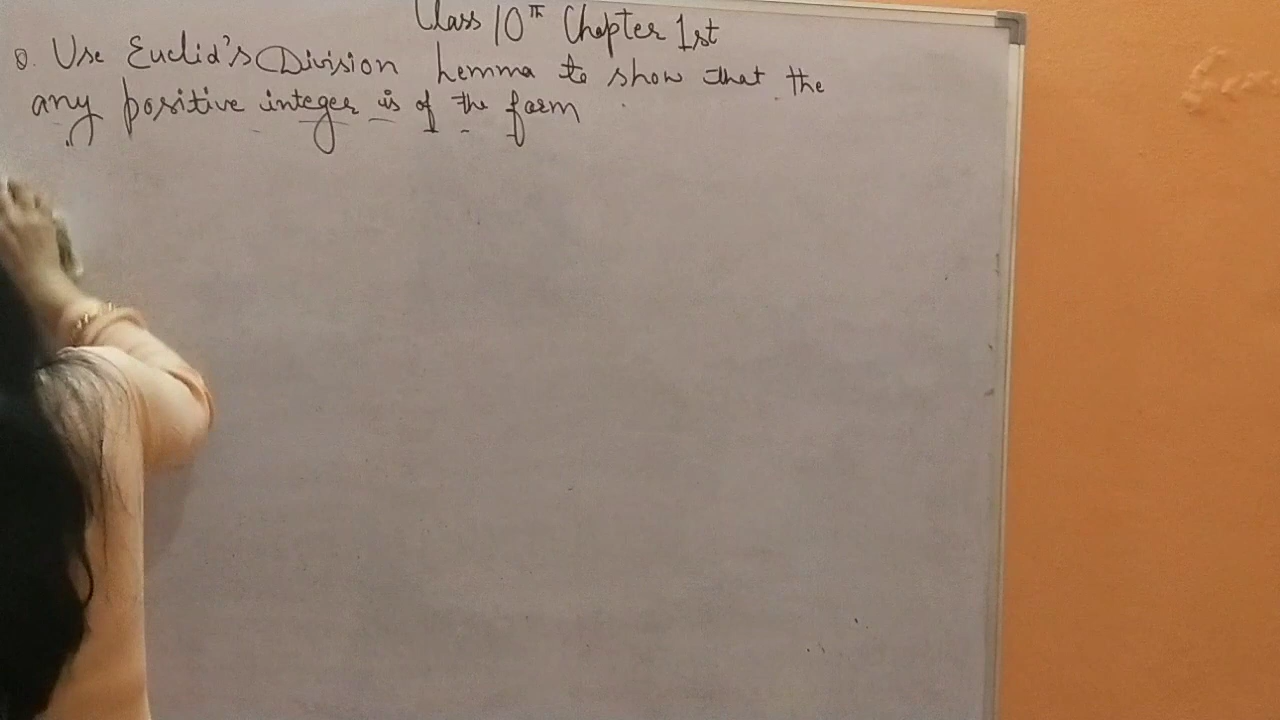 Class 10th Chapter 1st
Q. Use Euclid's Division Lemma to show that the
any positive integer is of the form